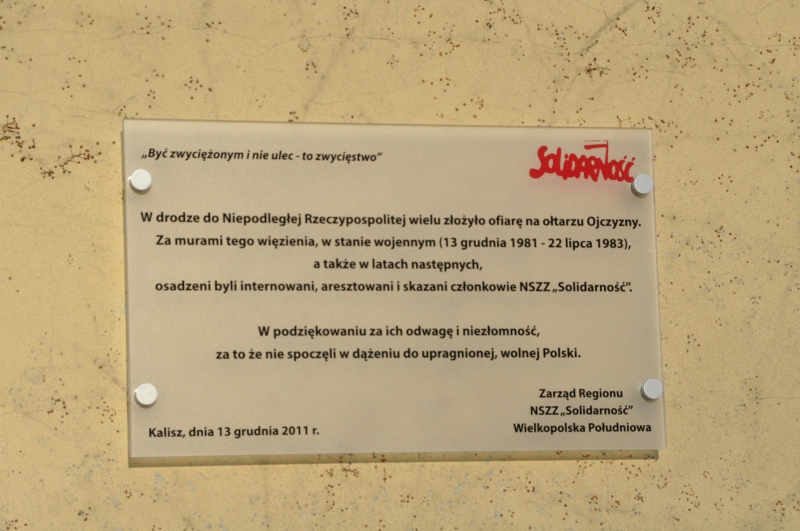 „Być zwyciężonym i nie ulec - to zwycięstwo”
SOLIDARNOŚĆ
W drodze do Niepodległej Rzeczypospolitej wielu złożyło ofiarę na ołtarzu Ojczyzny.
Za murami tego więzienia, w stanie wojennym (13 grudnia 1981 - 22 lipca 1983),
a także w latach następnych,
osadzeni byli internowani, aresztowani i skazani członkowie NSZZ „Solidarność”.
W podziękowaniu za ich odwagę i niezłomność,
za to że nie spoczęli w dążeniu do upragnionej, wolnej Polski.
Zarząd Regionu
NSZZ „Solidarność”
Wielkopolska Południowa
Kalisz, dnia 13 grudnia 2011 r.